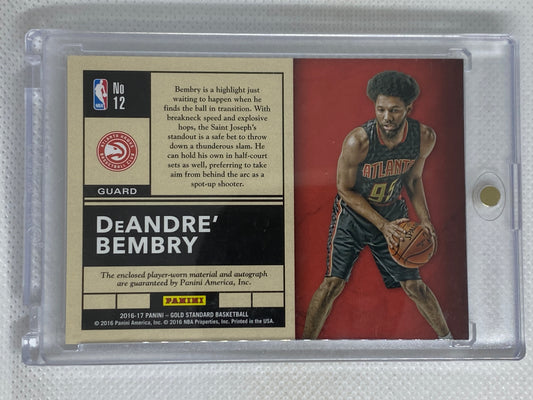 No
12
Bembry is a highlight just
waiting to happen when he
finds the ball in transition. With
breakneck speed and explosive
hops, the Saint Joseph's
standout is a safe bet to throw
down a thunderous slam. He
can hold his own in half-court
sets as well, preferring to take
aim from behind the arc as a
spot-up shooter.
GUARD
DEANDRE'
BEMBRY
The enclosed player-worn material and autograph
are guaranteed by Panini America, Inc.
PANINI
2016-17 PANINI – GOLD STANDARD BASKETBALL
© 2016 Panini America, Inc. © 2016 NBA Properties, Inc. Printed in the USA.
ATLANTA